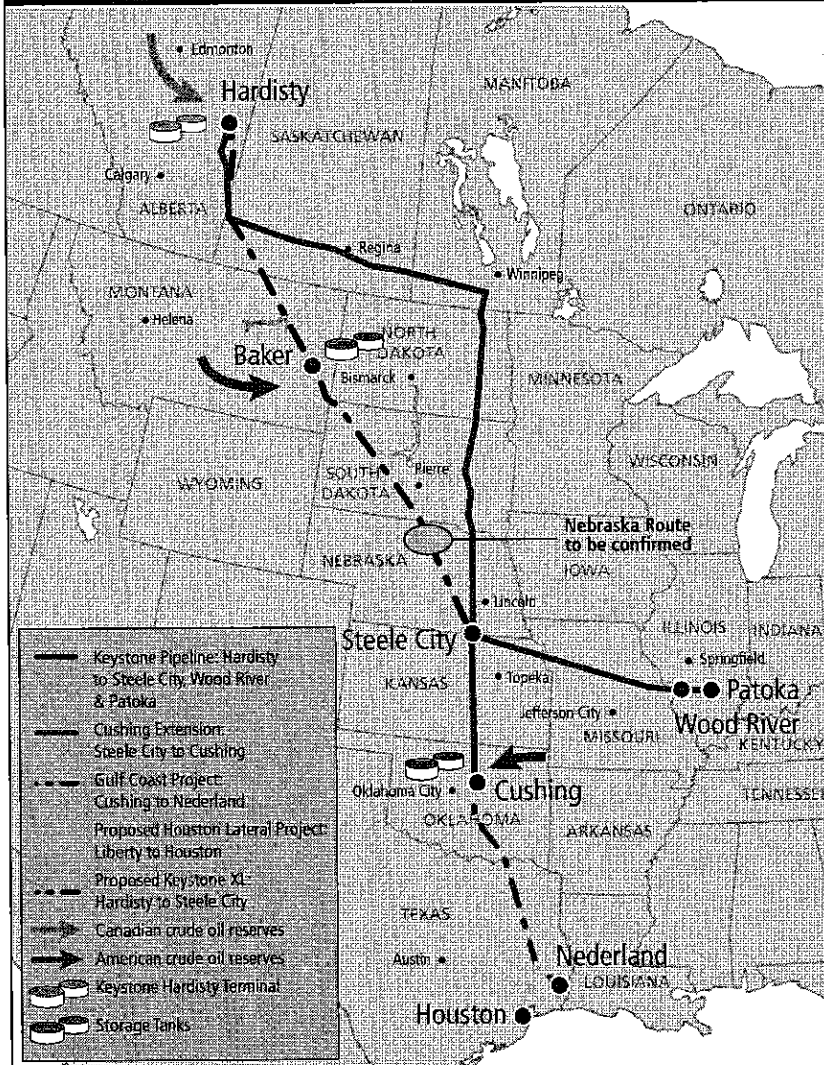 Edmonton
Hardisty
MANITOBA
SASKATCHEWAN
Calgary
ALBERTA
ONTARIO
Regina
Winnipeg
MONTANA
Helena
NORTH
DAKOTA
Baker
Bismarck
MINNESOTA
WISCONSIN
WYOMING
SOUTH
DAKOTA
Pierre
Nebraska Route
to be confirmed
NEBRASKA
IOWA
Lincoln
Steele City
ILLINOIS
INDIANA
Springfield
KANSAS
Topeka
Patoka
Jefferson City
Wood River
MISSOURI
KENTUCKY
Oklahoma City
Cushing
TENNESSE
OKLAHOMA
ARKANSAS
TEXAS
Nederland
Austin
LOUISIANA
Houston
Keystone Pipeline: Hardisty
to Steele City, Wood River
& Patoka
Cushing Extension:
Steele City to Cushing
Gulf Coast Project:
Cushing to Nederland
Proposed Houston Lateral Project:
Liberty to Houston
Proposed Keystone XL:
Hardisty to Steele City
Canadian crude oil reserves
American crude oil reserves
Keystone Hardisty Terminal
Storage Tanks